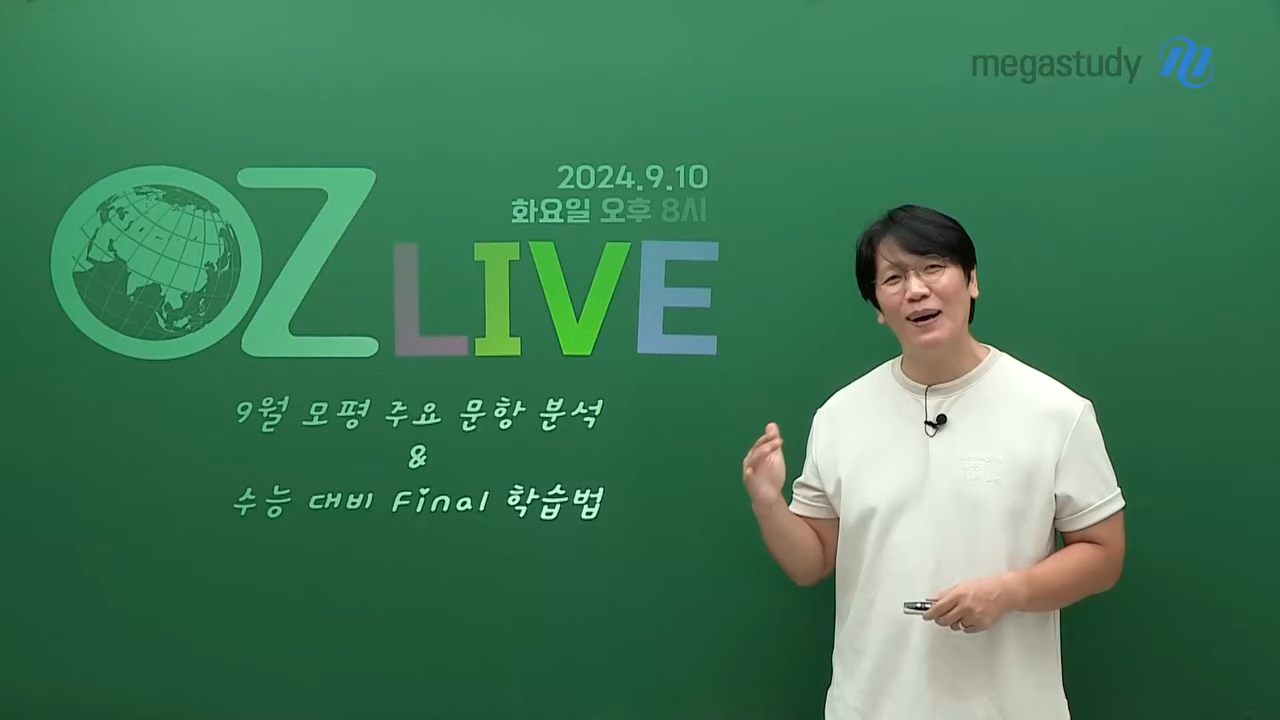 megastudy
2024.9.10
화요일 오후 8시
OZ LIVE
9월 모평 주요 문항 분석
&
수능 대비 Final 학습법